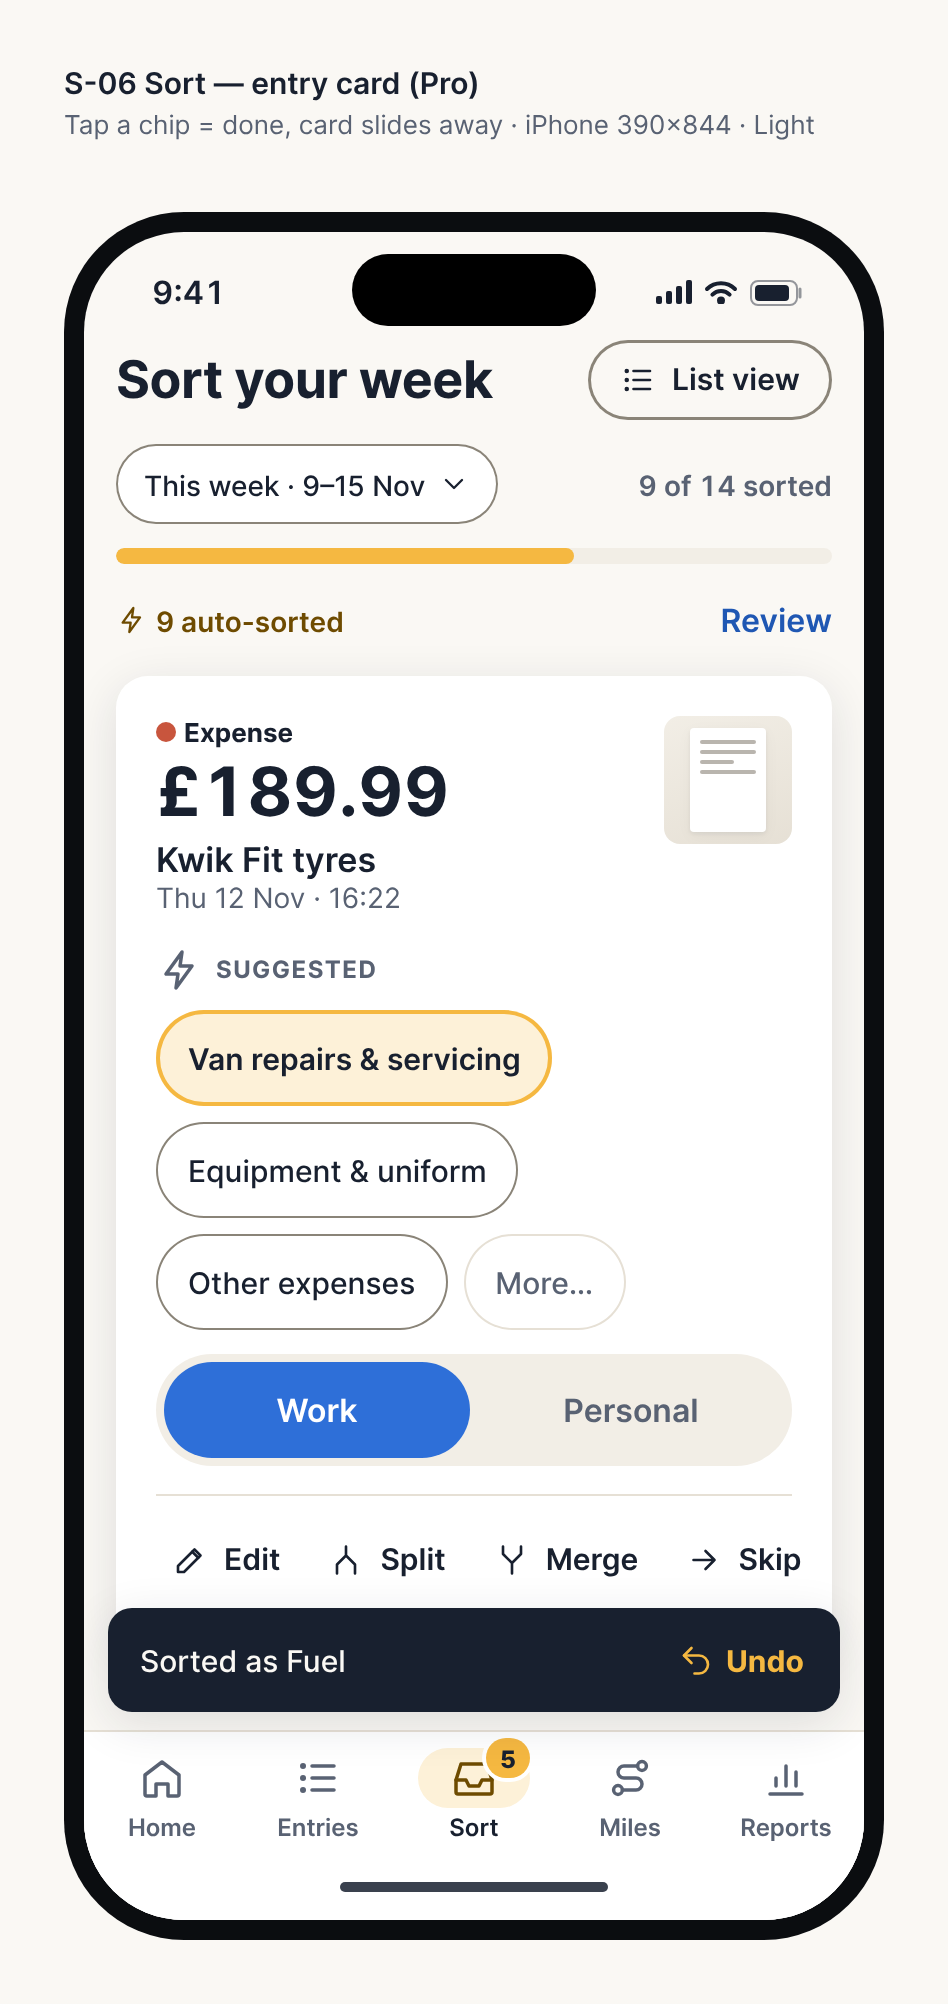 S-06 Sort — entry card (Pro)
Tap a chip = done, card slides away · iPhone 390×844 · Light
9:41
Sort your week
List view
This week · 9–15 Nov
9 of 14 sorted
9 auto-sorted
Review
Expense
£189.99
Kwik Fit tyres
Thu 12 Nov · 16:22
SUGGESTED
Van repairs & servicing
Equipment & uniform
Other expenses
More...
Work
Personal
Edit
Split
Merge
Skip
Sorted as Fuel
Undo
5
Home
Entries
Sort
Miles
Reports